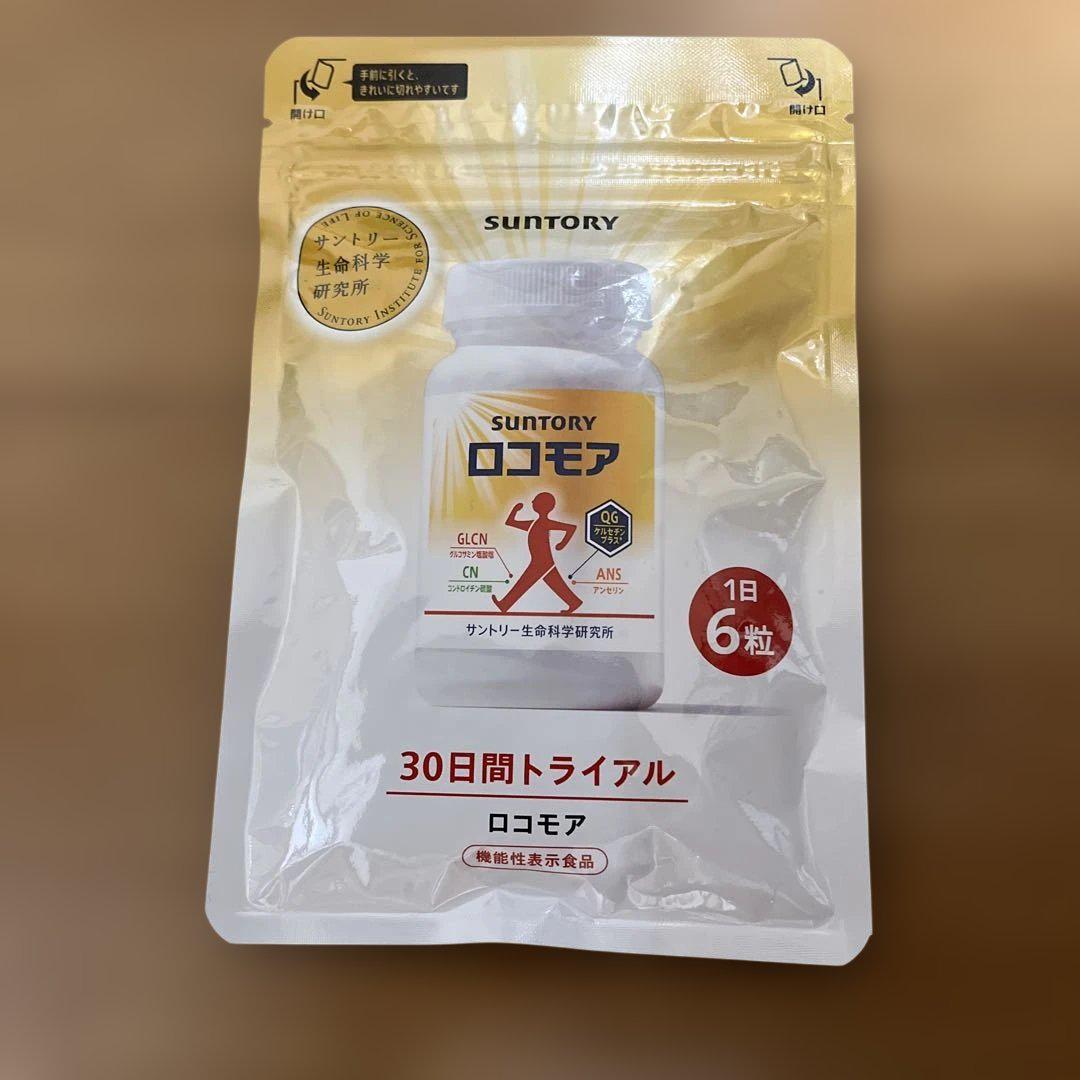 手前に引くと、
きれいに切れやすいです
開け口
開け口
SUNTORY
サントリー
生命科学
研究所
SUNTORY INSTITUTE FOR SCIENCE OF LIFE
SUNTORY
ロコモア
GLCN
グルコサミン塩酸塩
CN
コンドロイチン硫酸
QG
ケルセチン
プラス*
ANS
アンセリン
サントリー生命科学研究所
1日
6粒
30日間トライアル
ロコモア
機能性表示食品